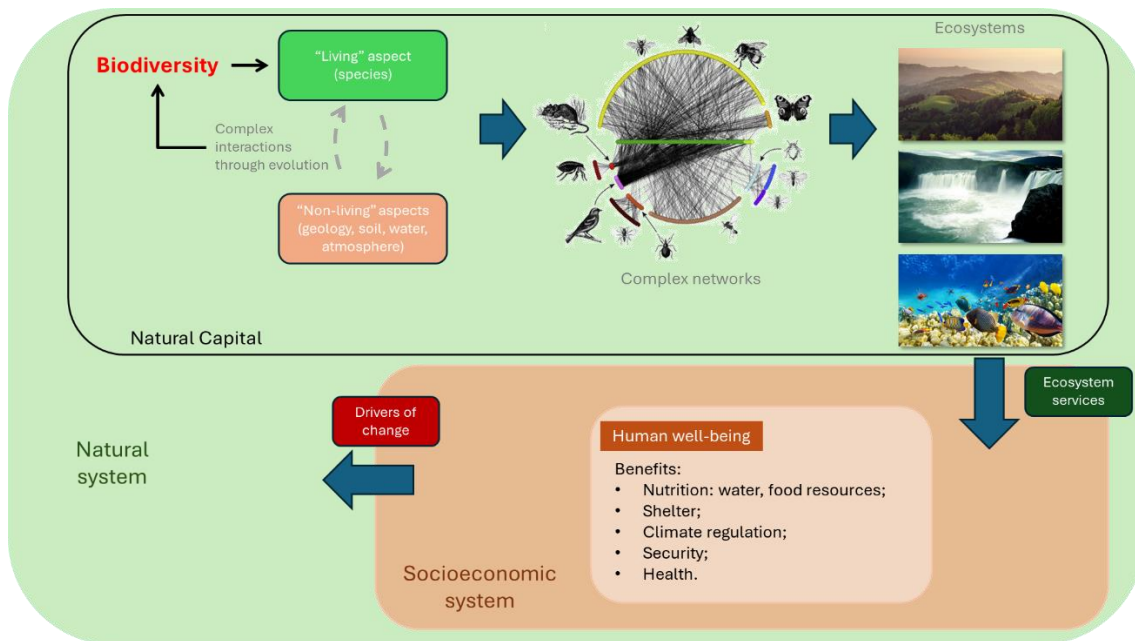 Ecosystems
Biodiversity
“Living” aspect
(species)
Complex
interactions
through evolution
“Non-living” aspects
(geology, soil, water,
atmosphere)
Complex networks
Natural Capital
Ecosystem
services
Drivers of
change
Natural
system
Human well-being
Benefits:
• Nutrition: water, food resources;
• Shelter;
• Climate regulation;
• Security;
• Health.
Socioeconomic
system